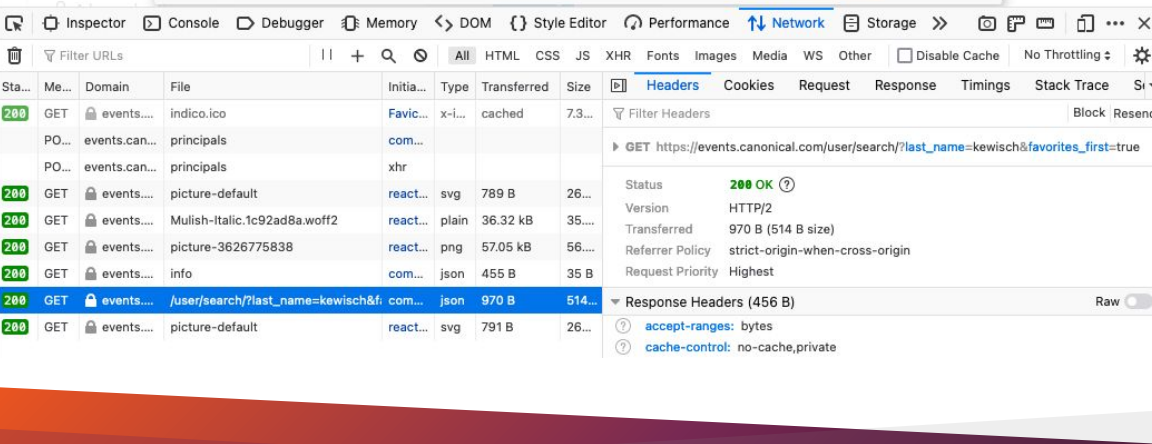 Inspector Console Debugger Memory DOM {} Style Editor Performance Network Storage
Filter URLs All HTML CSS JS XHR Fonts Images Media WS Other Disable Cache No Throttling
Sta... Me... Domain File Initia... Type Transferred Size Headers Cookies Request Response Timings Stack Trace
200 GET events.... indico.ico Favic... x-i... cached 7.3...
Filter Headers Block Resend
PO... events.can... principals com...
GET https://events.canonical.com/user/search/?last_name=kewisch&favorites_first=true
PO... events.can... principals xhr
200 GET events.... picture-default react... svg 789 B 26...
Status 200 OK
Version HTTP/2
200 GET events.... Mulish-Italic.1c92ad8a.woff2 react... plain 36.32 kB 35....
Transferred 970 B (514 B size)
200 GET events.... picture-3626775838 react... png 57.05 kB 56....
Referrer Policy strict-origin-when-cross-origin
200 GET events.... info com... json 455 B 35 B
Request Priority Highest
200 GET events.... /user/search/?last_name=kewisch&f com... json 970 B 514...
Response Headers (456 B) Raw
200 GET events.... picture-default react... svg 791 B 26...
accept-ranges: bytes
cache-control: no-cache,private